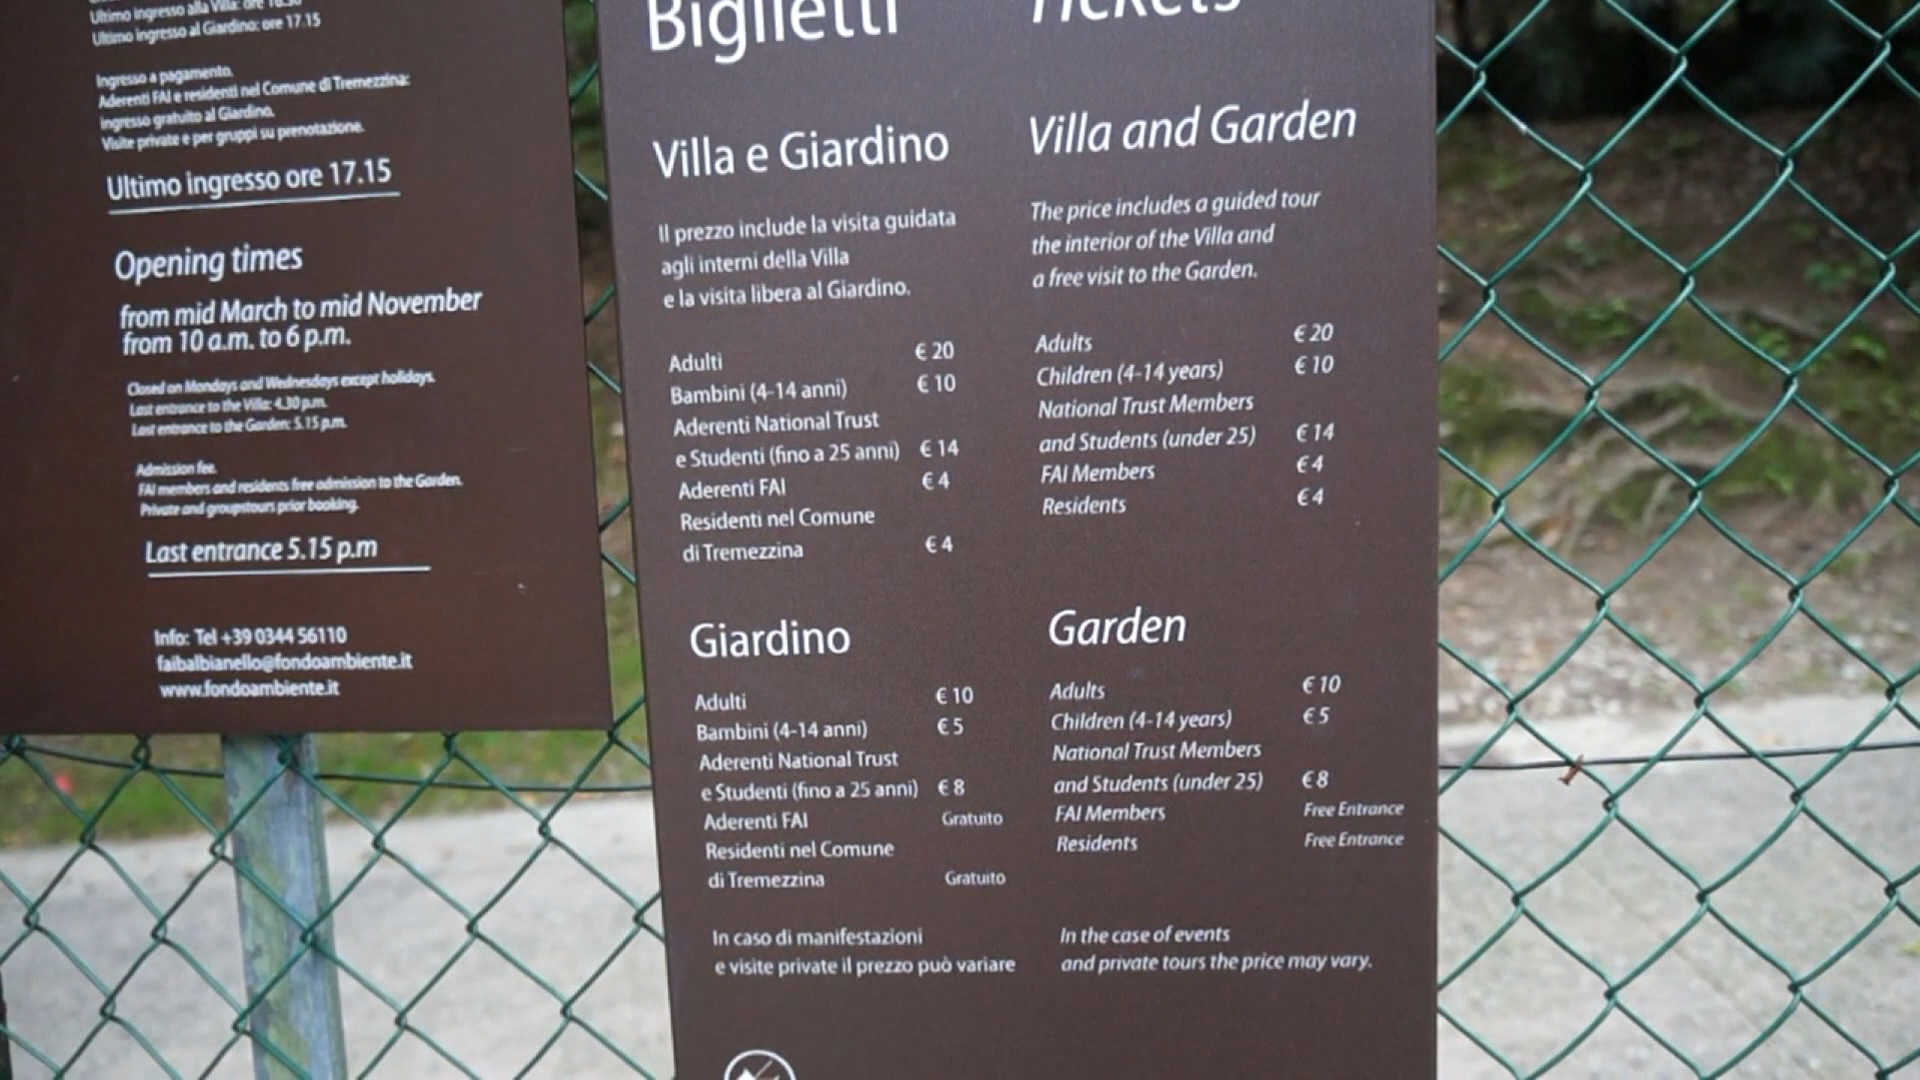 Ultimo ingresso alla Villa: ore 16.30
Ultimo ingresso al Giardino: ore 17.15
Ingresso a pagamento.
Aderenti FAI e residenti nel Comune di Tremezzina:
ingresso gratuito al Giardino.
Visite private e per gruppi su prenotazione.
Ultimo ingresso ore 17.15
Opening times
from mid March to mid November
from 10 a.m. to 6 p.m.
Closed on Mondays and Wednesdays except holidays.
Last entrance to the Villa: 4.30 p.m.
Last entrance to the Garden: 5.15 p.m.
Admission fee.
FAI members and residents free admission to the Garden.
Private and groupstours prior booking.
Last entrance 5.15 p.m
Info: Tel +39 0344 56110
faibalbianello@fondoambiente.it
www.fondoambiente.it
Biglietti
Villa e Giardino
Il prezzo include la visita guidata
agli interni della Villa
e la visita libera al Giardino.
Adulti € 20
Bambini (4-14 anni) € 10
Aderenti National Trust
e Studenti (fino a 25 anni) € 14
Aderenti FAI € 4
Residenti nel Comune
di Tremezzina € 4
Giardino
Adulti € 10
Bambini (4-14 anni) € 5
Aderenti National Trust
e Studenti (fino a 25 anni) € 8
Aderenti FAI Gratuito
Residenti nel Comune
di Tremezzina Gratuito
In caso di manifestazioni
e visite private il prezzo può variare
Tickets
Villa and Garden
The price includes a guided tour
the interior of the Villa and
a free visit to the Garden.
Adults € 20
Children (4-14 years) € 10
National Trust Members
and Students (under 25) € 14
FAI Members € 4
Residents € 4
Garden
Adults € 10
Children (4-14 years) € 5
National Trust Members
and Students (under 25) € 8
FAI Members Free Entrance
Residents Free Entrance
In the case of events
and private tours the price may vary.